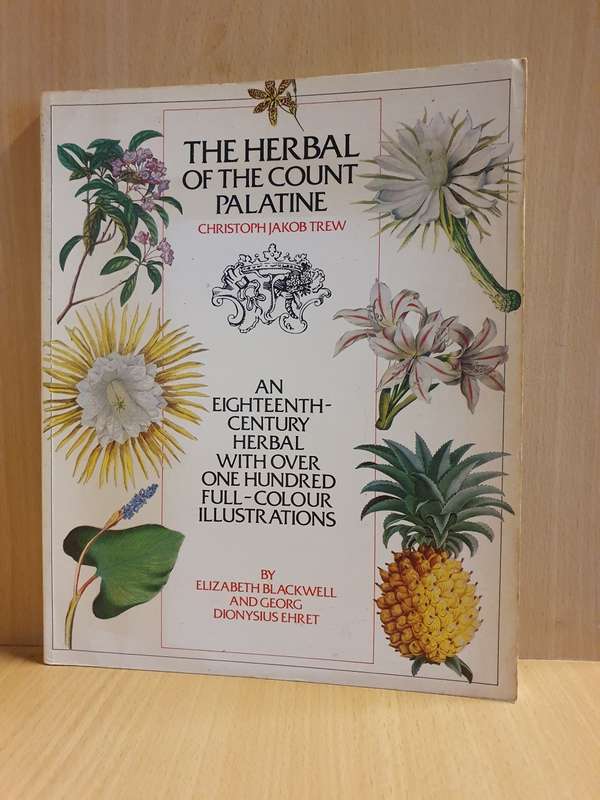 THE HERBAL
OF THE COUNT
PALATINE
CHRISTOPH JAKOB TREW
AN
EIGHTEENTH-
CENTURY
HERBAL
WITH OVER
ONE HUNDRED
FULL-COLOUR
ILLUSTRATIONS
BY
ELIZABETH BLACKWELL
AND GEORG
DIONYSIUS EHRET